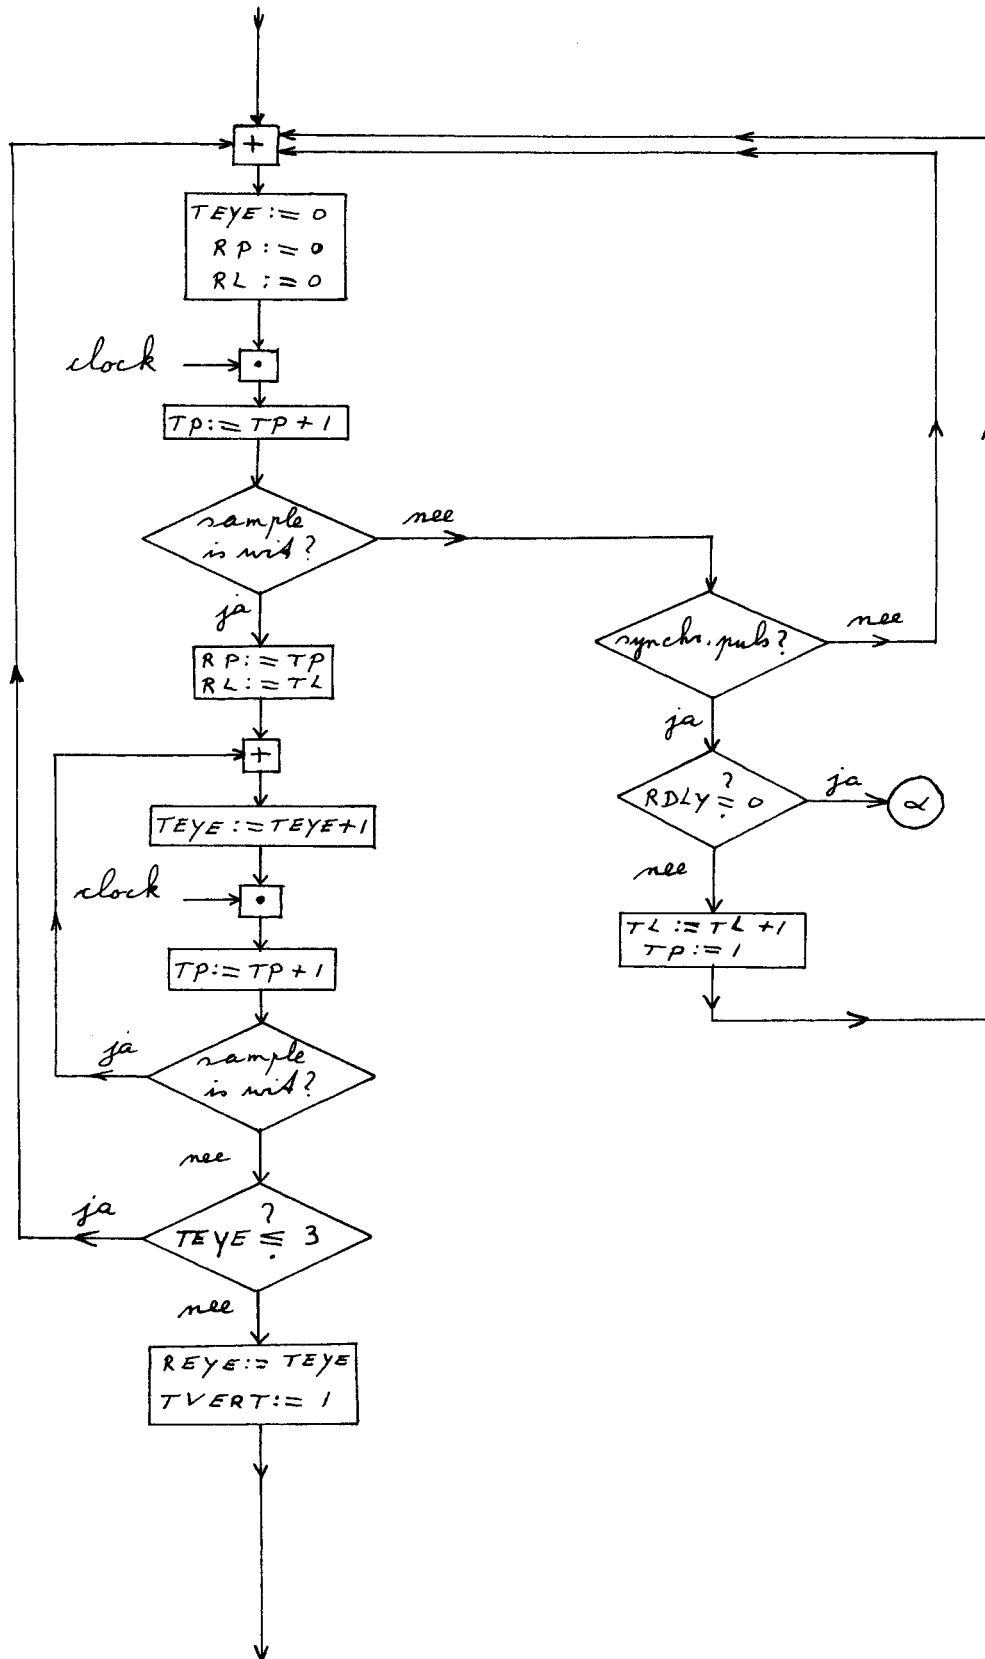 +
TEYE := 0
RP := 0
RL := 0
clock
•
TP := TP + 1
sample
is wit?
nee
ja
synchr. puls?
nee
ja
RP := TP
RL := TL
+
RDLY ?= 0
ja
α
nee
TEYE := TEYE+1
clock
•
TL := TL + 1
TP := 1
TP := TP + 1
sample
is wit?
ja
nee
TEYE ?≤ 3
ja
nee
REYE := TEYE
TVERT := 1